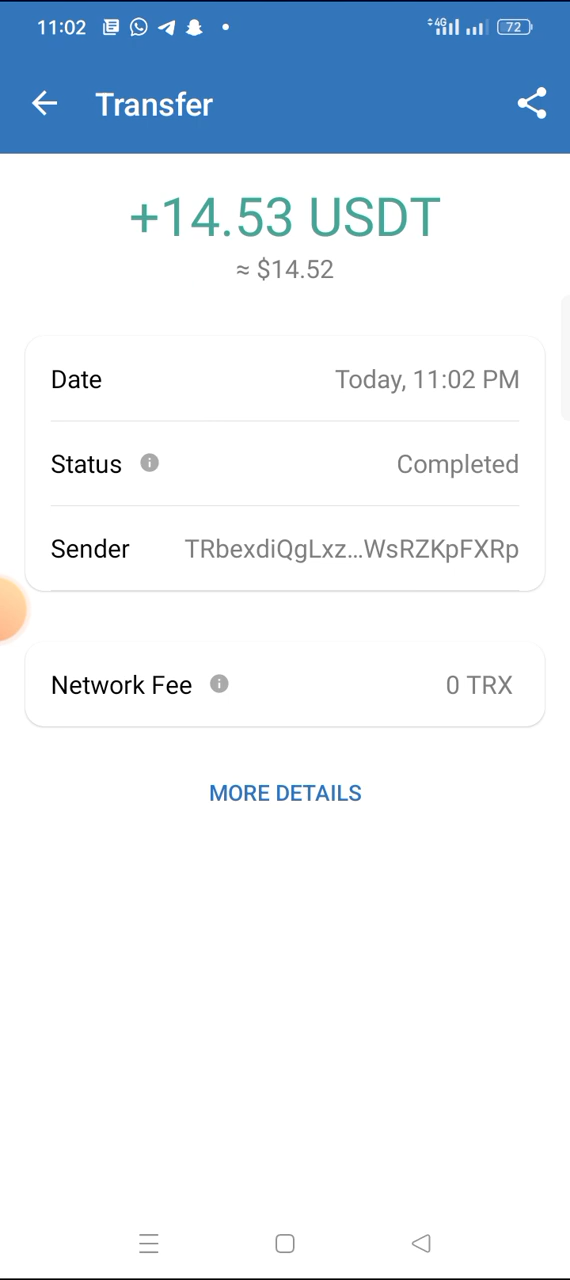 11:02 4G 72
Transfer
+14.53 USDT
≈ $14.52
Date Today, 11:02 PM
Status Completed
Sender TRbexdiQgLxz...WsRZKpFXRp
Network Fee 0 TRX
MORE DETAILS